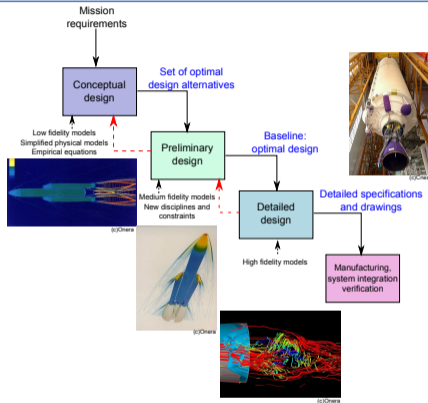 Mission
requirements
Conceptual
design
Set of optimal
design alternatives
Low fidelity models
Simplified physical models
Empirical equations
Preliminary
design
Baseline:
optimal design
(c)Onera
(c)Onera
Medium fidelity models
New disciplines and
constraints
Detailed
design
Detailed specifications
and drawings
(c)Onera
High fidelity models
Manufacturing,
system integration
verification
(c)Onera